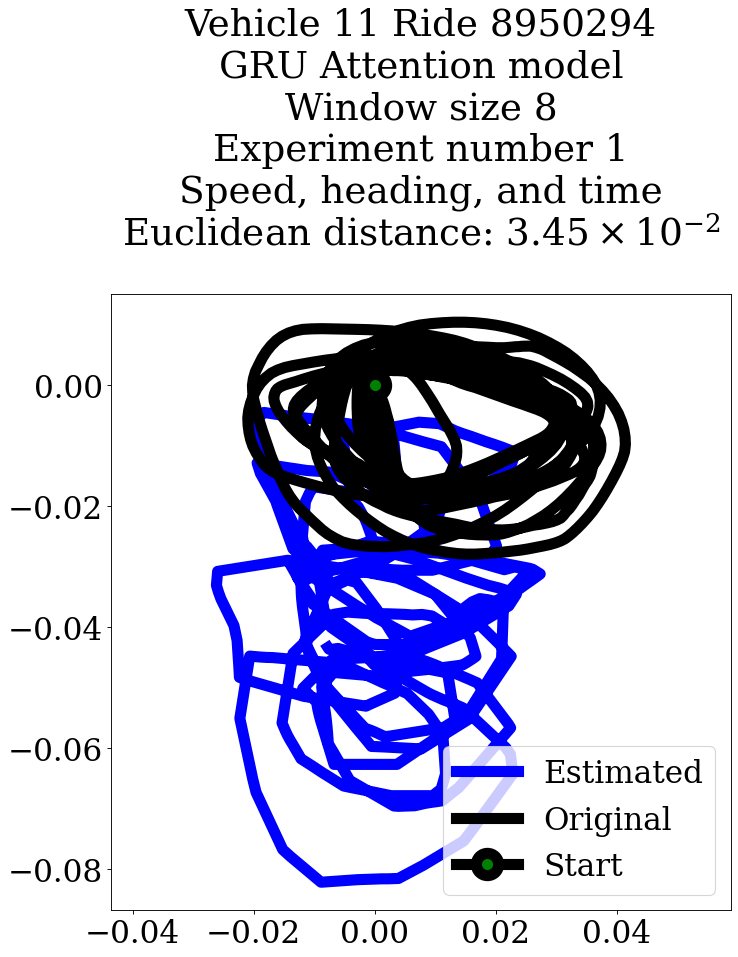 Vehicle 11 Ride 8950294
GRU Attention model
Window size 8
Experiment number 1
Speed, heading, and time
Euclidean distance: 3.45 × 10⁻²
0.00
−0.02
−0.04
−0.06
−0.08
Estimated
Original
Start
−0.04 −0.02 0.00 0.02 0.04